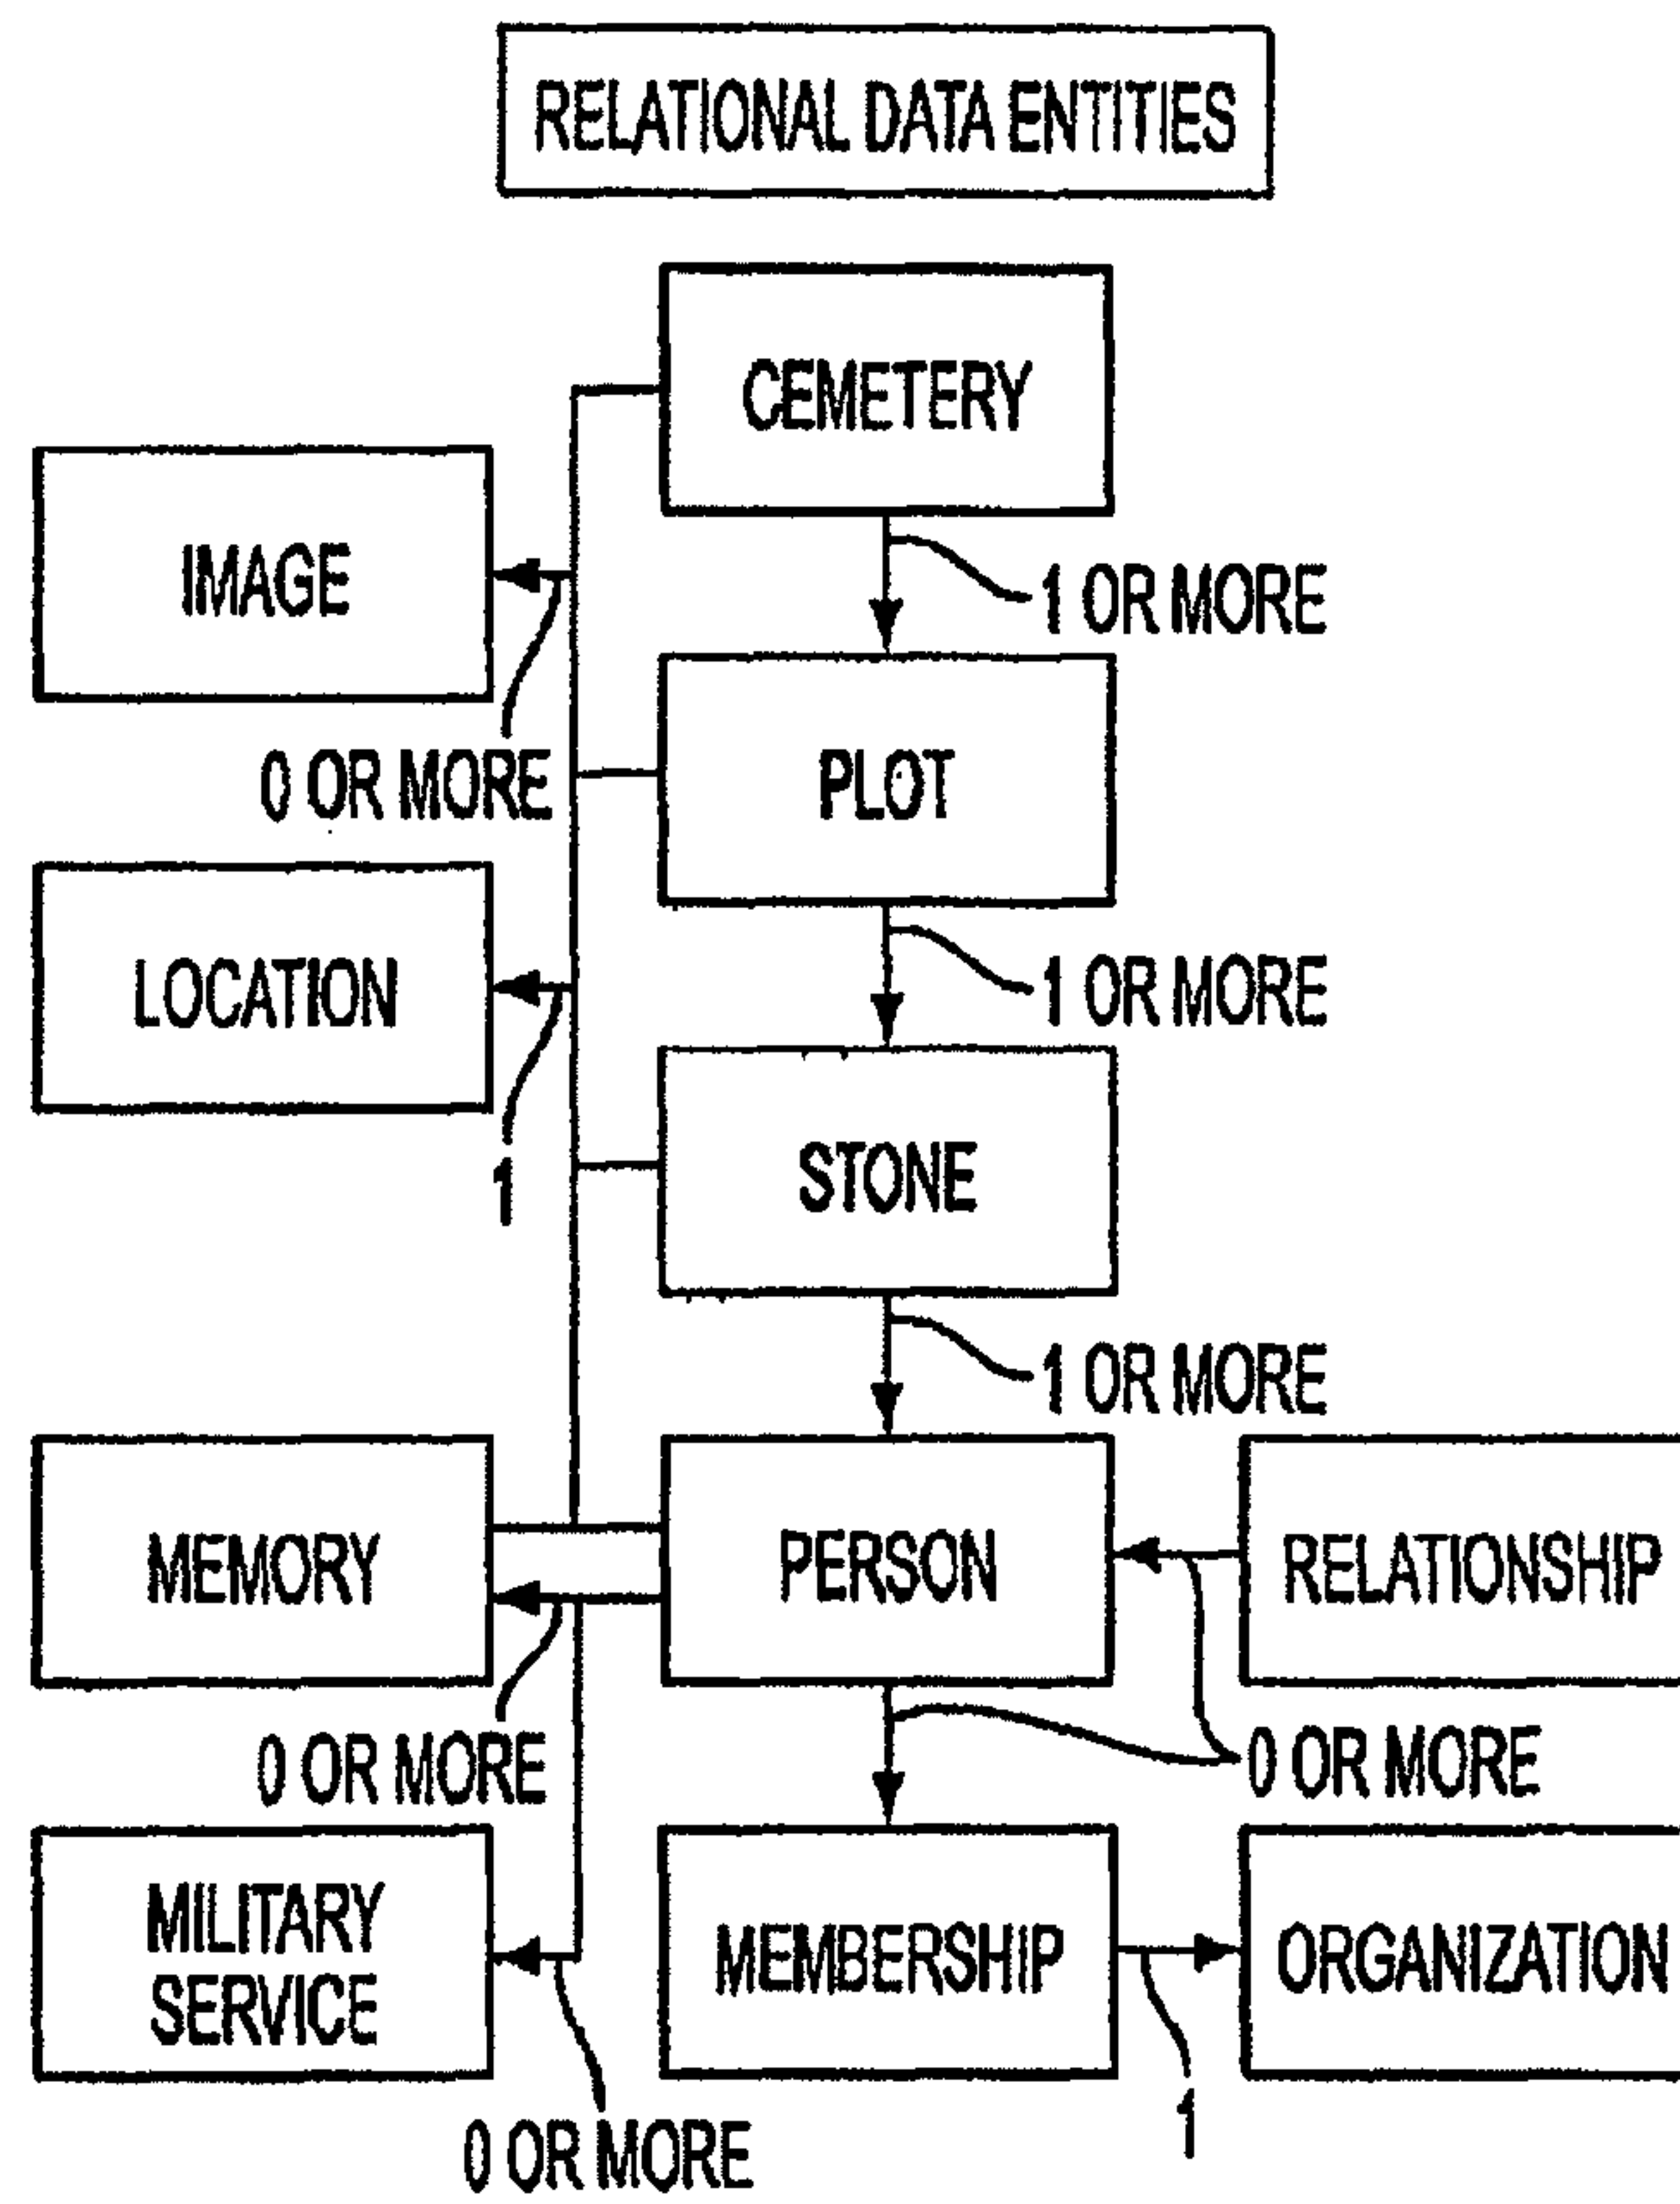 RELATIONAL DATA ENTITIES
CEMETERY
IMAGE
1 OR MORE
0 OR MORE
PLOT
LOCATION
1 OR MORE
1
STONE
1 OR MORE
MEMORY
PERSON
RELATIONSHIP
0 OR MORE
0 OR MORE
MILITARY
SERVICE
MEMBERSHIP
ORGANIZATION
0 OR MORE
1